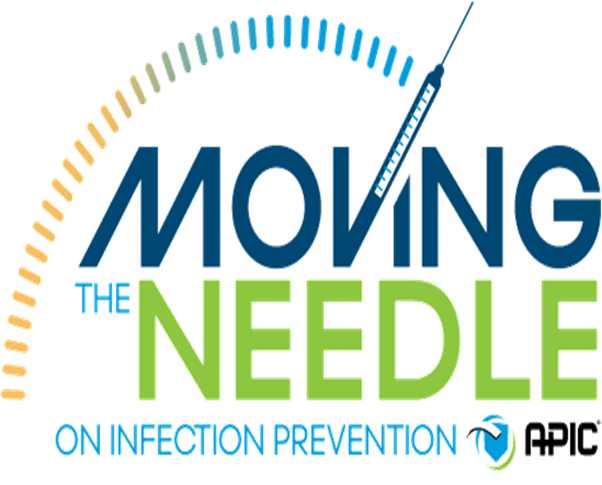 MOVING
THE NEEDLE
ON INFECTION PREVENTION APIC